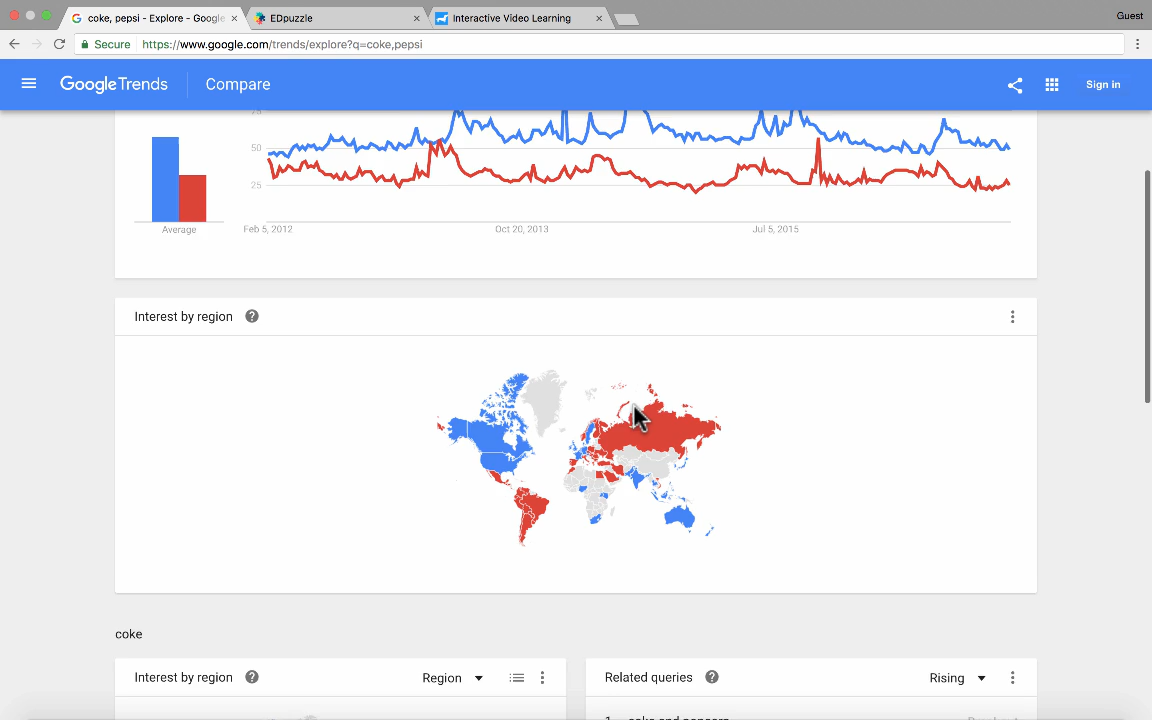 coke, pepsi - Explore - Google
EDpuzzle
Interactive Video Learning
Guest
Secure
https://www.google.com/trends/explore?q=coke,pepsi
Google Trends
Compare
Sign in
75
50
25
Average
Feb 5, 2012
Oct 20, 2013
Jul 5, 2015
Interest by region
coke
Interest by region
Region
Related queries
Rising